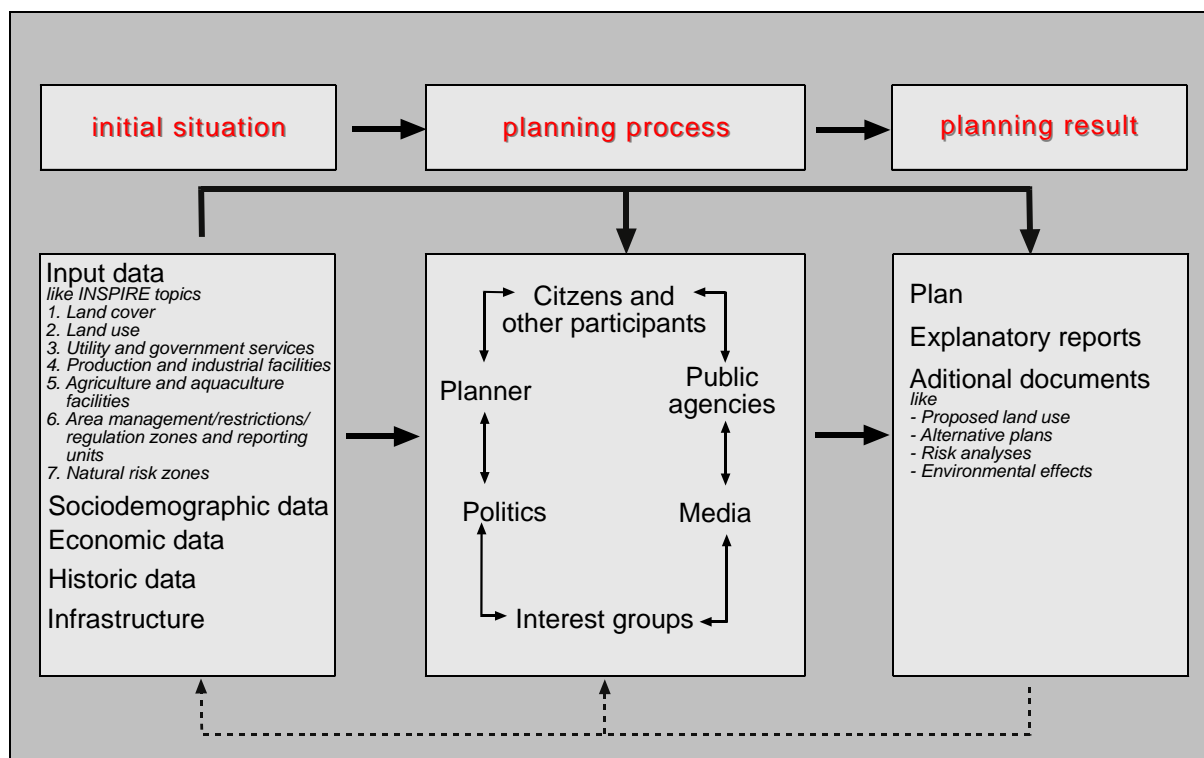 initial situation
planning process
planning result
Input data
like INSPIRE topics
1. Land cover
2. Land use
3. Utility and government services
4. Production and industrial facilities
5. Agriculture and aquaculture
facilities
6. Area management/restrictions/
regulation zones and reporting
units
7. Natural risk zones
Sociodemographic data
Economic data
Historic data
Infrastructure
Citzens and
other participants
Planner
Public
agencies
Politics
Media
Interest groups
Plan
Explanatory reports
Aditional documents
like
- Proposed land use
- Alternative plans
- Risk analyses
- Environmental effects